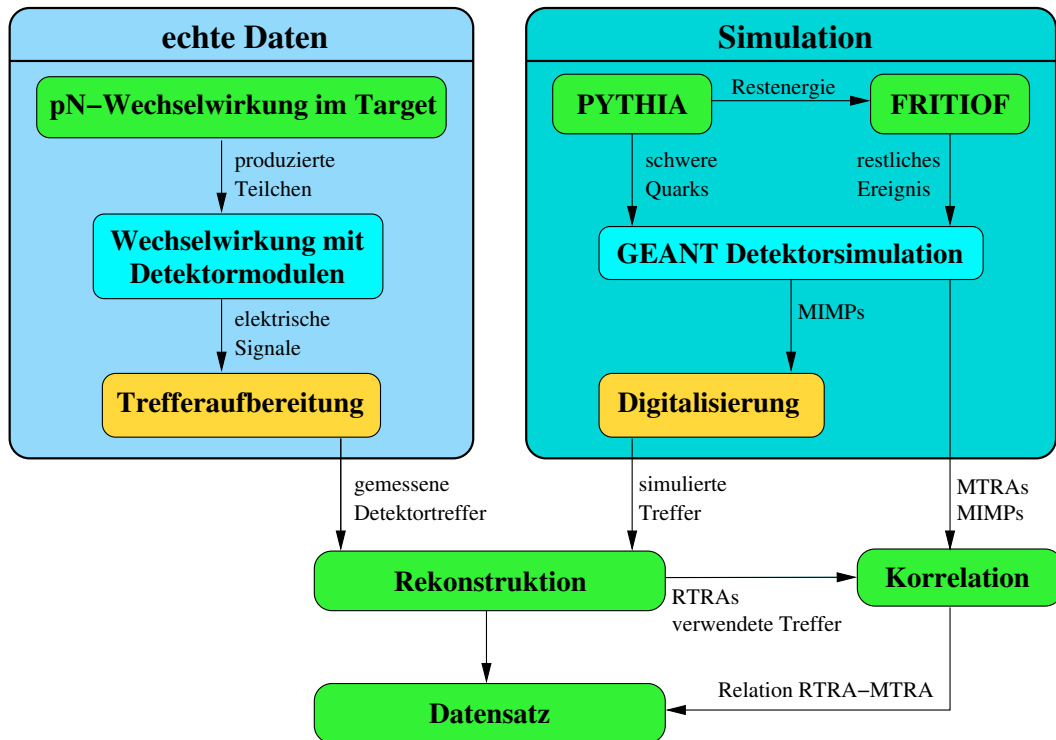 echte Daten
pN−Wechselwirkung im Target
produzierte
Teilchen
Wechselwirkung mit
Detektormodulen
elektrische
Signale
Trefferaufbereitung
Simulation
PYTHIA
Restenergie
FRITIOF
schwere
Quarks
restliches
Ereignis
GEANT Detektorsimulation
MIMPs
Digitalisierung
gemessene
Detektortreffer
simulierte
Treffer
MTRAs
MIMPs
Rekonstruktion
RTRAs
verwendete Treffer
Korrelation
Relation RTRA−MTRA
Datensatz